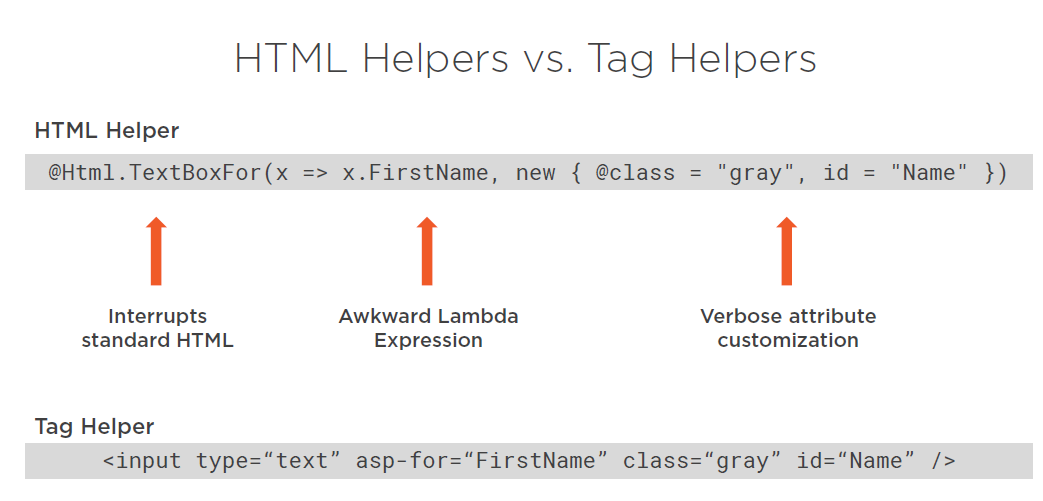 HTML Helpers vs. Tag Helpers
HTML Helper
@Html.TextBoxFor(x => x.FirstName, new { @class = "gray", id = "Name" })
Interrupts
standard HTML
Awkward Lambda
Expression
Verbose attribute
customization
Tag Helper
<input type=“text” asp-for=“FirstName” class=“gray” id=“Name” />